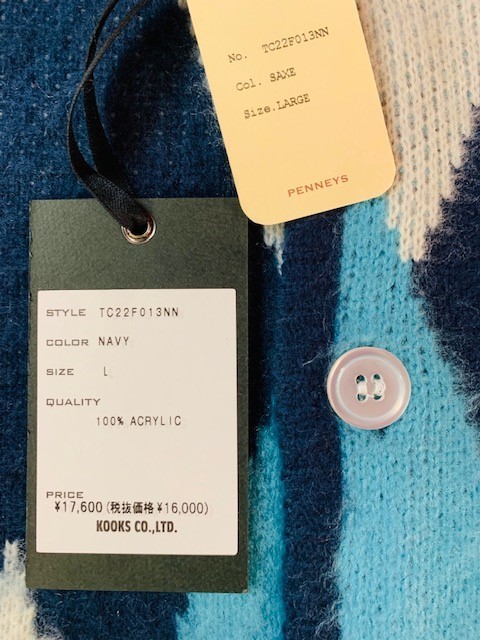 No. TC22F013NN
Col. SAXE
Size.LARGE
PENNEYS
STYLE TC22F013NN
COLOR NAVY
SIZE L
QUALITY
100% ACRYLIC
PRICE
¥17,600(税抜価格¥16,000)
KOOKS CO.,LTD.